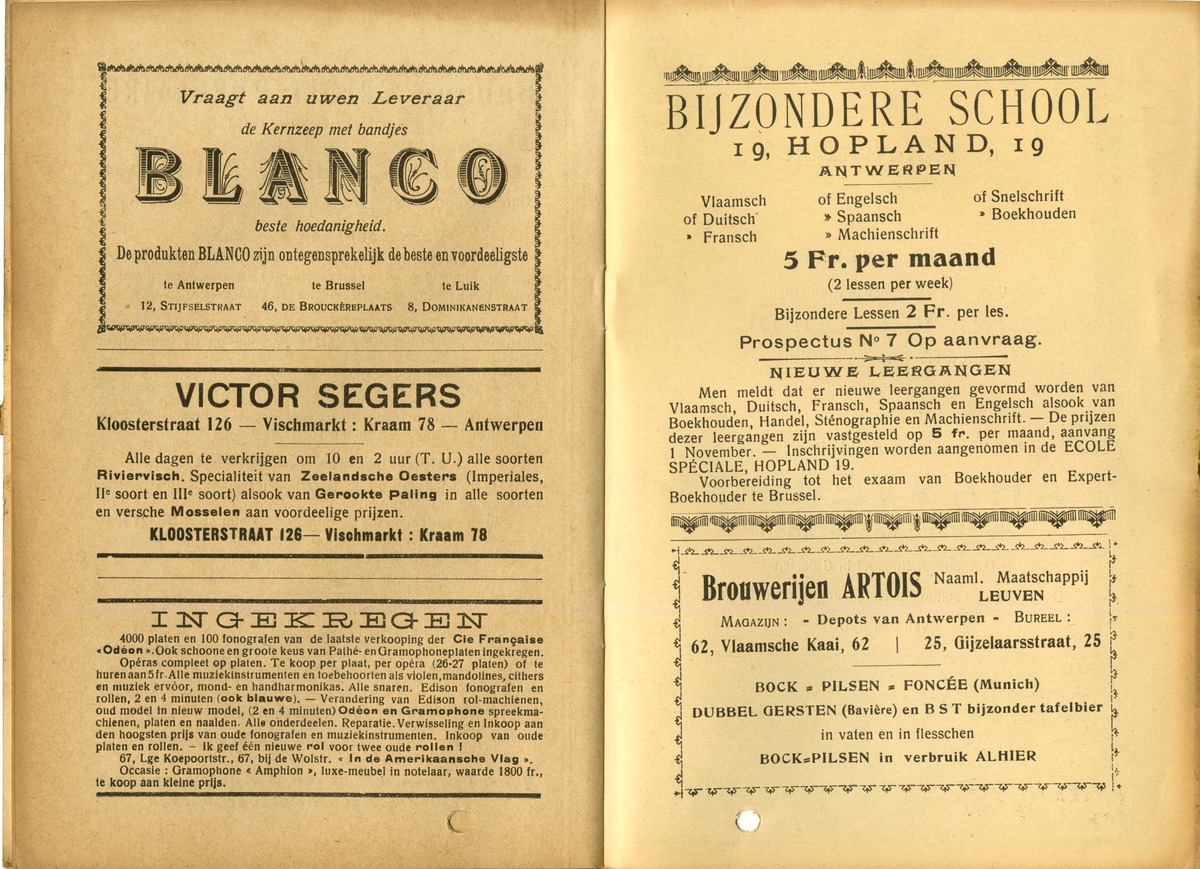 Vraagt aan uwen Leveraar
de Kernzeep met bandjes
BLANCO
beste hoedanigheid.
De produkten BLANCO zijn ontegensprekelijk de beste en voordeeligste
te Antwerpen te Brussel te Luik
12, STIJFSELSTRAAT 46, DE BROUCKÈREPLAATS 8, DOMINIKANENSTRAAT
VICTOR SEGERS
Kloosterstraat 126 — Vischmarkt : Kraam 78 — Antwerpen
Alle dagen te verkrijgen om 10 en 2 uur (T. U.) alle soorten
Riviervisch. Specialiteit van Zeelandsche Oesters (Imperiales,
IIe soort en IIIe soort) alsook van Gerookte Paling in alle soorten
en versche Mosselen aan voordeelige prijzen.
KLOOSTERSTRAAT 126 — Vischmarkt : Kraam 78
INGEKREGEN
4000 platen en 100 fonografen van de laatste verkooping der Cie Française
«Odéon». Ook schoone en groote keus van Pathé- en Gramophoneplaten ingekregen.
Opéras compleet op platen. Te koop per plaat, per opéra (26-27 platen) of te
huren aan 5 fr. Alle muziekinstrumenten en toebehoorten als violen, mandolines, cithers
en muziek ervóor, mond- en handharmonikas. Alle snaren. Edison fonografen en
rollen, 2 en 4 minuten (ook blauwe). — Verandering van Edison rol-machienen,
oud model in nieuw model, (2 en 4 minuten) Odéon en Gramophone spreekma-
chienen, platen en naalden. Alle onderdeelen. Reparatie. Verwisseling en Inkoop aan
den hoogsten prijs van oude fonografen en muziekinstrumenten. Inkoop van oude
platen en rollen. – Ik geef één nieuwe rol voor twee oude rollen !
67, Lge Koepoortstr., 67, bij de Wolstr. « In de Amerikaansche Vlag ».
Occasie : Gramophone « Amphion », luxe-meubel in notelaar, waarde 1800 fr.,
te koop aan kleine prijs.
BIJZONDERE SCHOOL
19, HOPLAND, 19
ANTWERPEN
Vlaamsch of Engelsch of Snelschrift
of Duitsch » Spaansch » Boekhouden
» Fransch » Machienschrift
5 Fr. per maand
(2 lessen per week)
Bijzondere Lessen 2 Fr. per les.
Prospectus No 7 Op aanvraag.
NIEUWE LEERGANGEN
Men meldt dat er nieuwe leergangen gevormd worden van
Vlaamsch, Duitsch, Fransch, Spaansch en Engelsch alsook van
Boekhouden, Handel, Sténographie en Machienschrift. — De prijzen
dezer leergangen zijn vastgesteld op 5 fr. per maand, aanvang
1 November. — Inschrijvingen worden aangenomen in de ECOLE
SPÉCIALE, HOPLAND 19.
Voorbereiding tot het exaam van Boekhouder en Expert-
Boekhouder te Brussel.
Brouwerijen ARTOIS Naaml. Maatschappij
LEUVEN
MAGAZIJN : - Depots van Antwerpen - BUREEL :
62, Vlaamsche Kaai, 62 | 25, Gijzelaarsstraat, 25
BOCK = PILSEN = FONCÉE (Munich)
DUBBEL GERSTEN (Bavière) en B S T bijzonder tafelbier
in vaten en in flesschen
BOCK=PILSEN in verbruik ALHIER